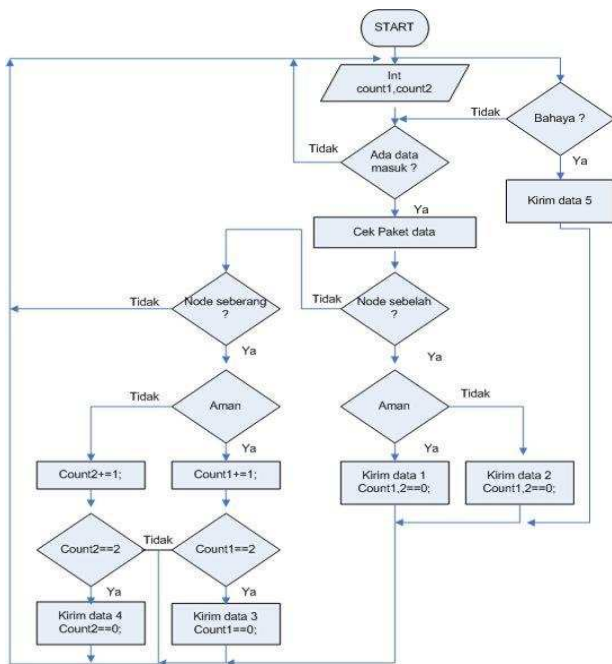 START
Int
count1,count2
Tidak
Bahaya ?
Tidak
Ada data
masuk ?
Ya
Kirim data 5
Ya
Cek Paket data
Tidak
Node seberang
?
Tidak
Node sebelah
?
Ya
Ya
Tidak
Aman
Aman
Tidak
Ya
Ya
Count2+=1;
Count1+=1;
Kirim data 1
Count1,2==0;
Kirim data 2
Count1,2==0;
Count2==2
Tidak
Count1==2
Ya
Ya
Kirim data 4
Count2==0;
Kirim data 3
Count1==0;